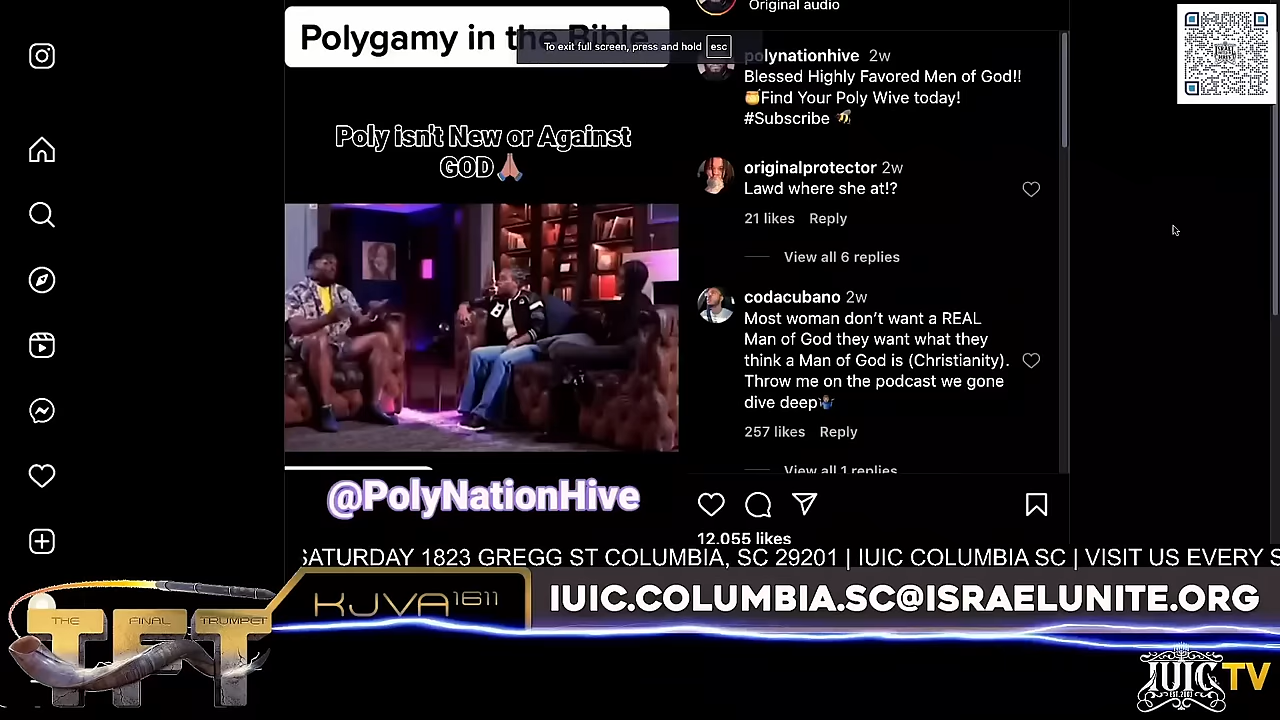 Original audio
Polygamy in the Bible
To exit full screen, press and hold esc
polynationhive 2w
Blessed Highly Favored Men of God!!
🍯Find Your Poly Wive today!
#Subscribe 🐝
Poly isn't New or Against
GOD🙏🏽
originalprotector 2w
Lawd where she at!?
21 likes Reply
View all 6 replies
codacubano 2w
Most woman don’t want a REAL
Man of God they want what they
think a Man of God is (Christianity).
Throw me on the podcast we gone
dive deep🤷🏾‍♂️
257 likes Reply
View all 1 replies
@PolyNationHive
12,055 likes
SATURDAY 1823 GREGG ST COLUMBIA, SC 29201 | IUIC COLUMBIA SC | VISIT US EVERY S
KJVA 1611
IUIC.COLUMBIA.SC@ISRAELUNITE.ORG
THE FINAL TRUMPET
TFT
IUIC TV
EST. 2003